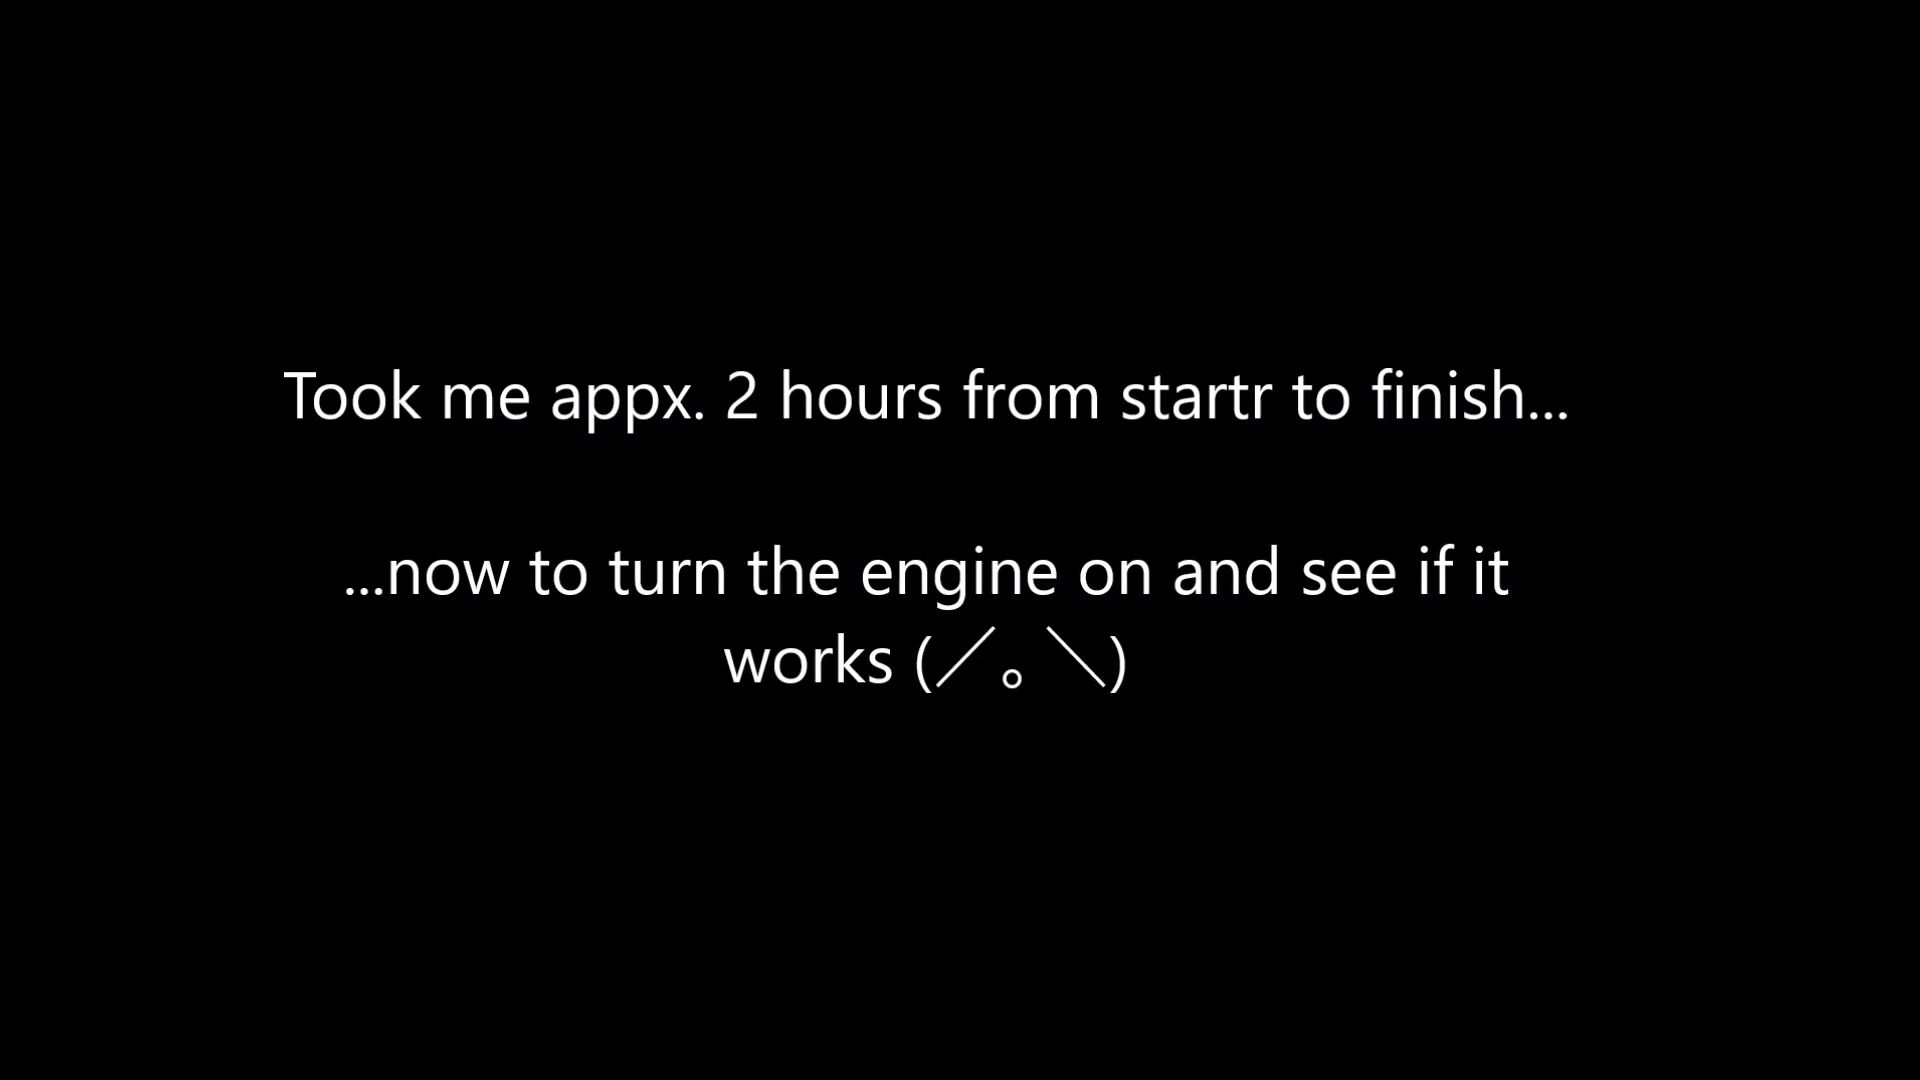 Took me appx. 2 hours from startr to finish...
...now to turn the engine on and see if it
works (／。＼)